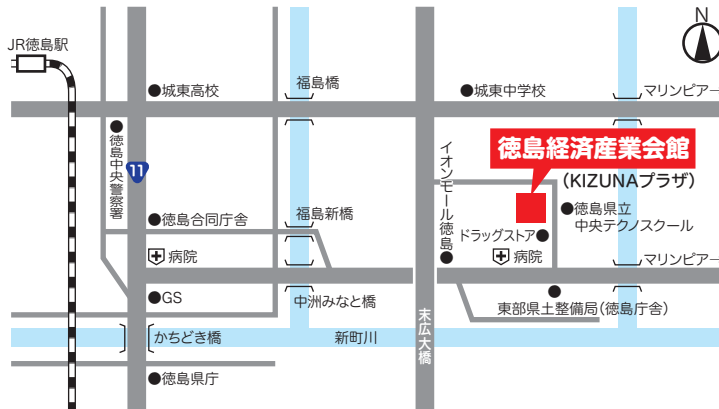 N
JR徳島駅
城東高校
福島橋
城東中学校
マリンピアー
徳島中央警察署
11
イオンモール徳島
徳島経済産業会館
(KIZUNAプラザ)
徳島合同庁舎
福島新橋
徳島県立
中央テクノスクール
ドラッグストア
病院
病院
マリンピアー
GS
中洲みなと橋
末広大橋
東部県土整備局(徳島庁舎)
かちどき橋
新町川
徳島県庁